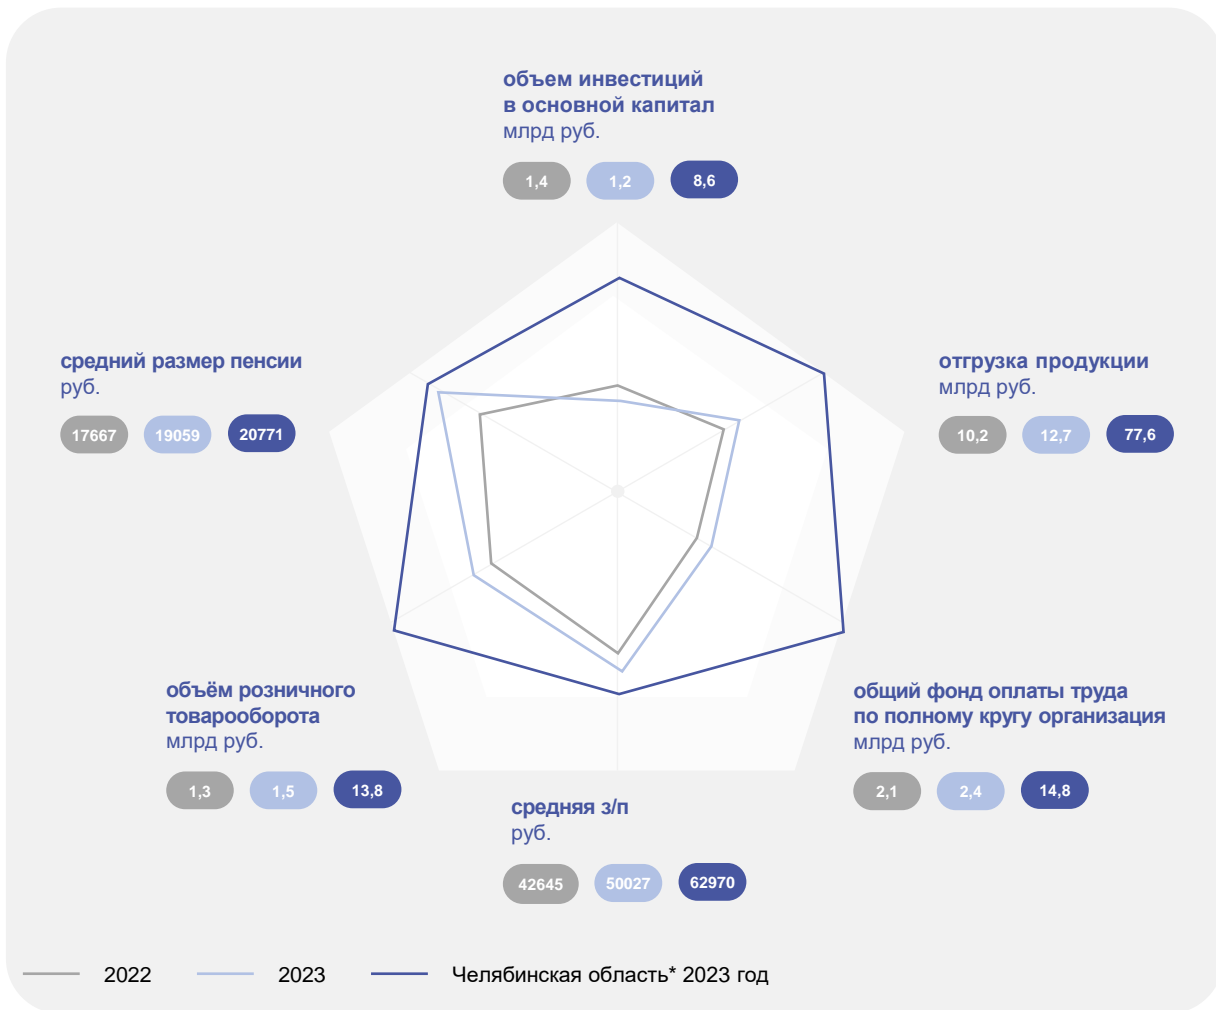 объем инвестиций
в основной капитал
млрд руб.
1,4 1,2 8,6
средний размер пенсии
руб.
17667 19059 20771
отгрузка продукции
млрд руб.
10,2 12,7 77,6
объём розничного
товарооборота
млрд руб.
1,3 1,5 13,8
общий фонд оплаты труда
по полному кругу организация
млрд руб.
2,1 2,4 14,8
средняя з/п
руб.
42645 50027 62970
2022 2023 Челябинская область* 2023 год